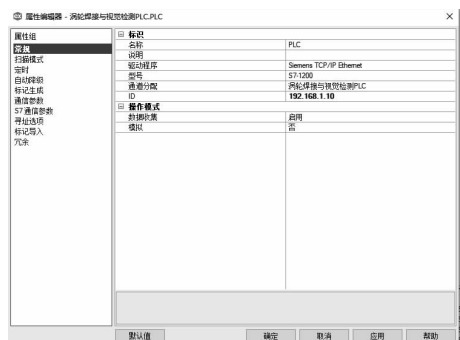 属性编辑器 - 涡轮焊接与视觉检测PLC.PLC
属性组
常规
扫描模式
定时
自动降级
标记生成
通信参数
S7 通信参数
寻址选项
标记导入
冗余
标识
名称 PLC
说明
驱动程序 Siemens TCP/IP Ethernet
型号 S7-1200
通道分配 涡轮焊接与视觉检测PLC
ID 192.168.1.10
操作模式
数据收集 启用
模拟 否
默认值 确定 取消 应用 帮助